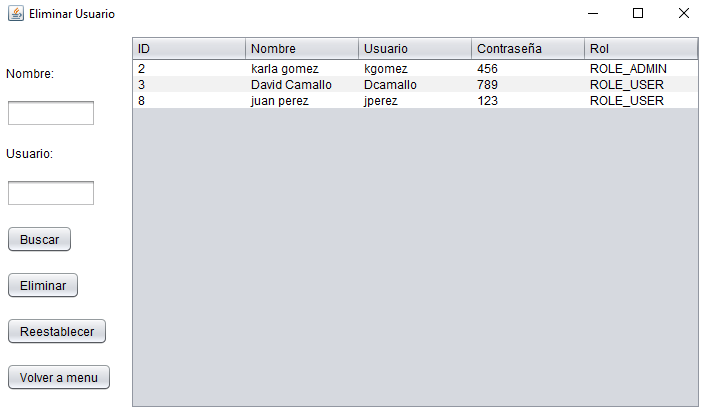 Eliminar Usuario
Nombre:
Usuario:
Buscar
Eliminar
Reestablecer
Volver a menu
ID Nombre Usuario Contraseña Rol
2 karla gomez kgomez 456 ROLE_ADMIN
3 David Camallo Dcamallo 789 ROLE_USER
8 juan perez jperez 123 ROLE_USER